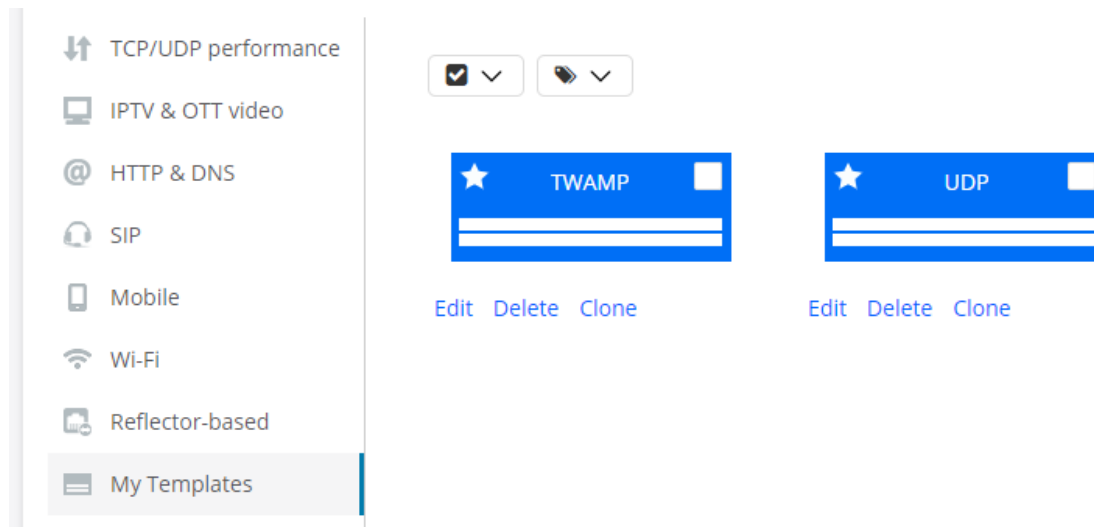 TCP/UDP performance
IPTV & OTT video
HTTP & DNS
SIP
Mobile
Wi-Fi
Reflector-based
My Templates
TWAMP
Edit Delete Clone
UDP
Edit Delete Clone